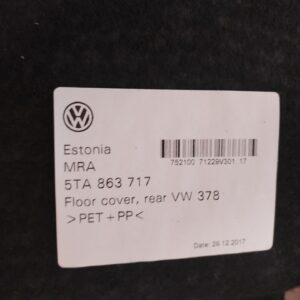 Estonia
MRA
5TA 863 717
Floor cover, rear VW 378
>PET+PP<
752100 71229V301 17
Date: 29.12.2017